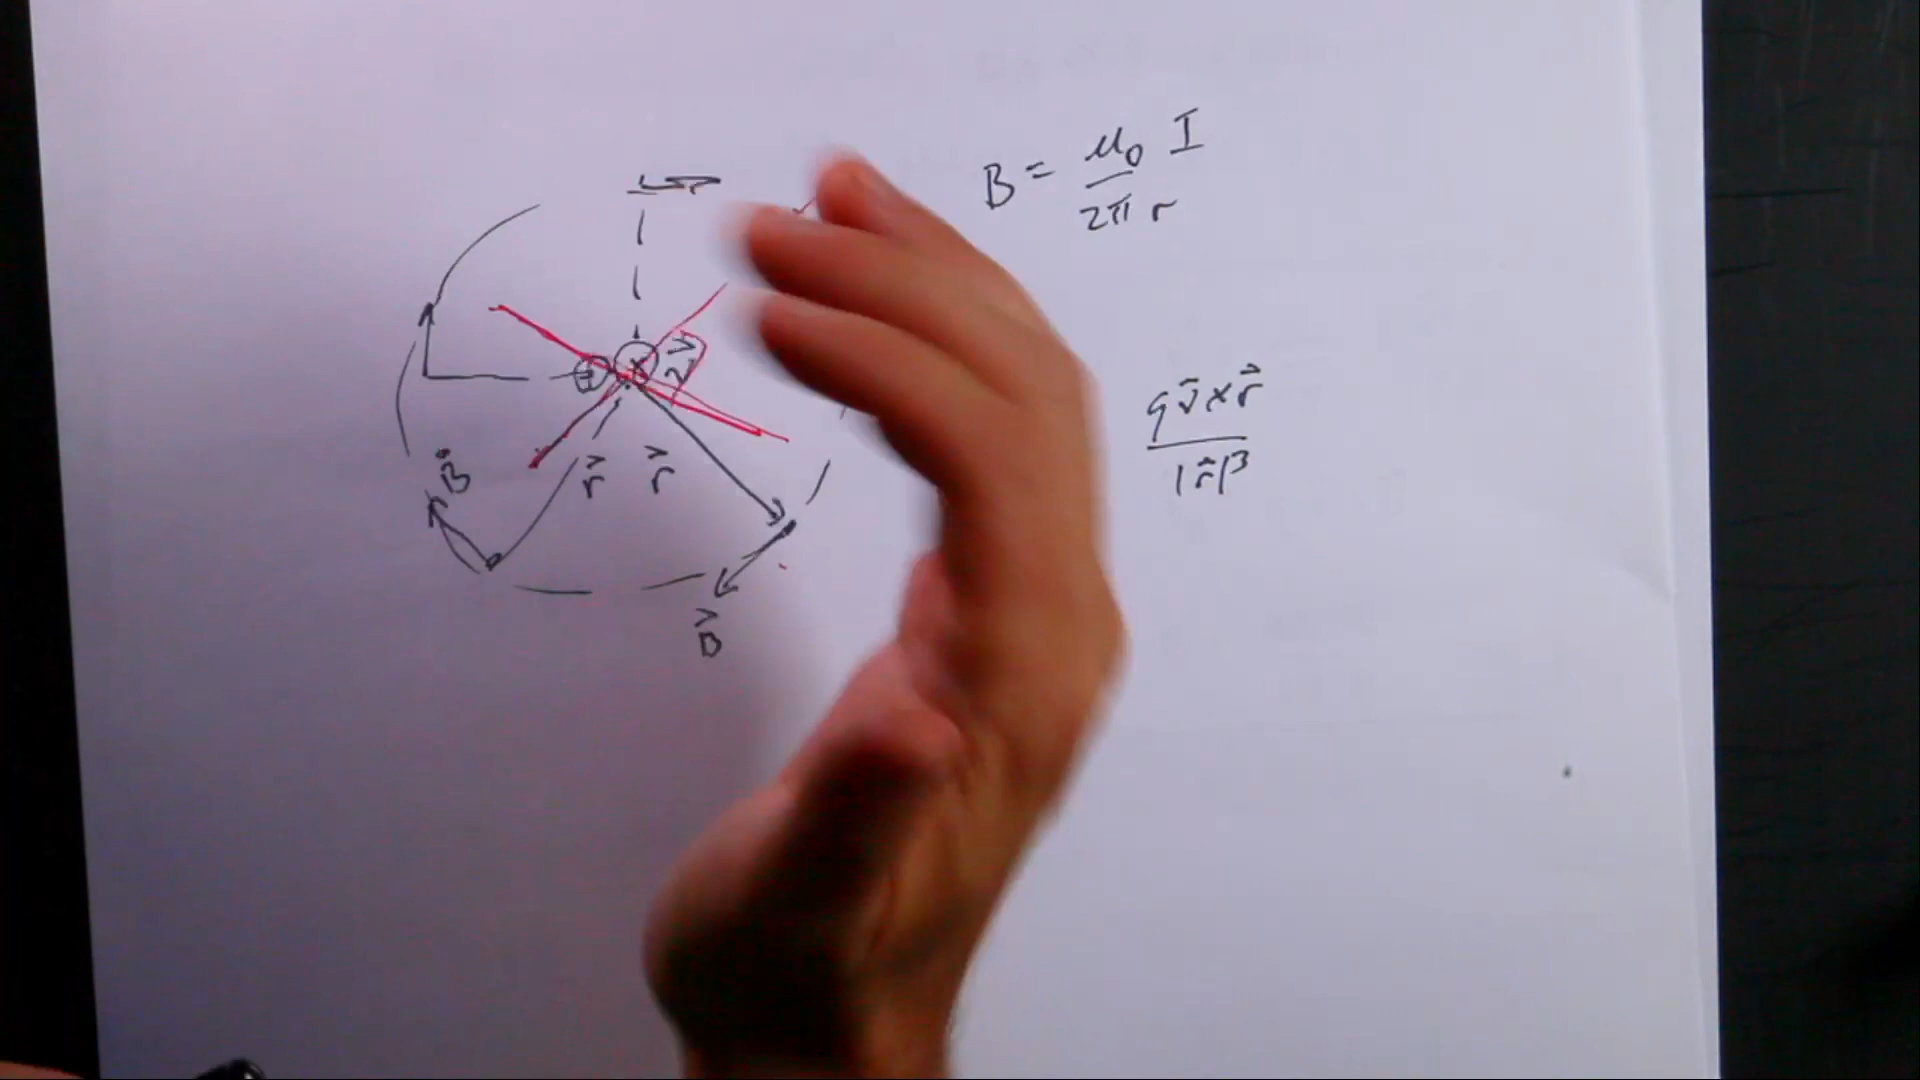 B = μ₀ I
2π r
q v⃗ × r⃗
|r⃗|³
v⃗
r⃗ r⃗
B⃗
B⃗